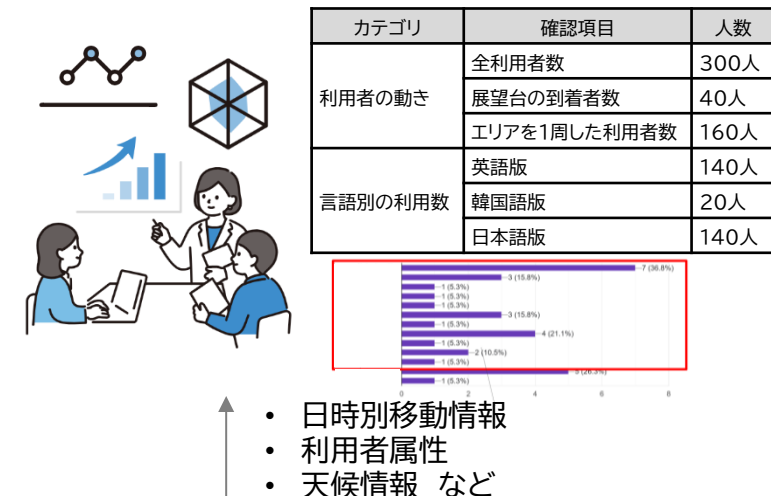 カテゴリ 確認項目 人数
利用者の動き
全利用者数 300人
展望台の到着者数 40人
エリアを1周した利用者数 160人
言語別の利用数
英語版 140人
韓国語版 20人
日本語版 140人
7 (36.8%)
3 (15.8%)
1 (5.3%)
1 (5.3%)
1 (5.3%)
3 (15.8%)
1 (5.3%)
4 (21.1%)
1 (5.3%)
2 (10.5%)
1 (5.3%)
5 (26.3%)
1 (5.3%)
0 2 4 6 8
• 日時別移動情報
• 利用者属性
• 天候情報 など